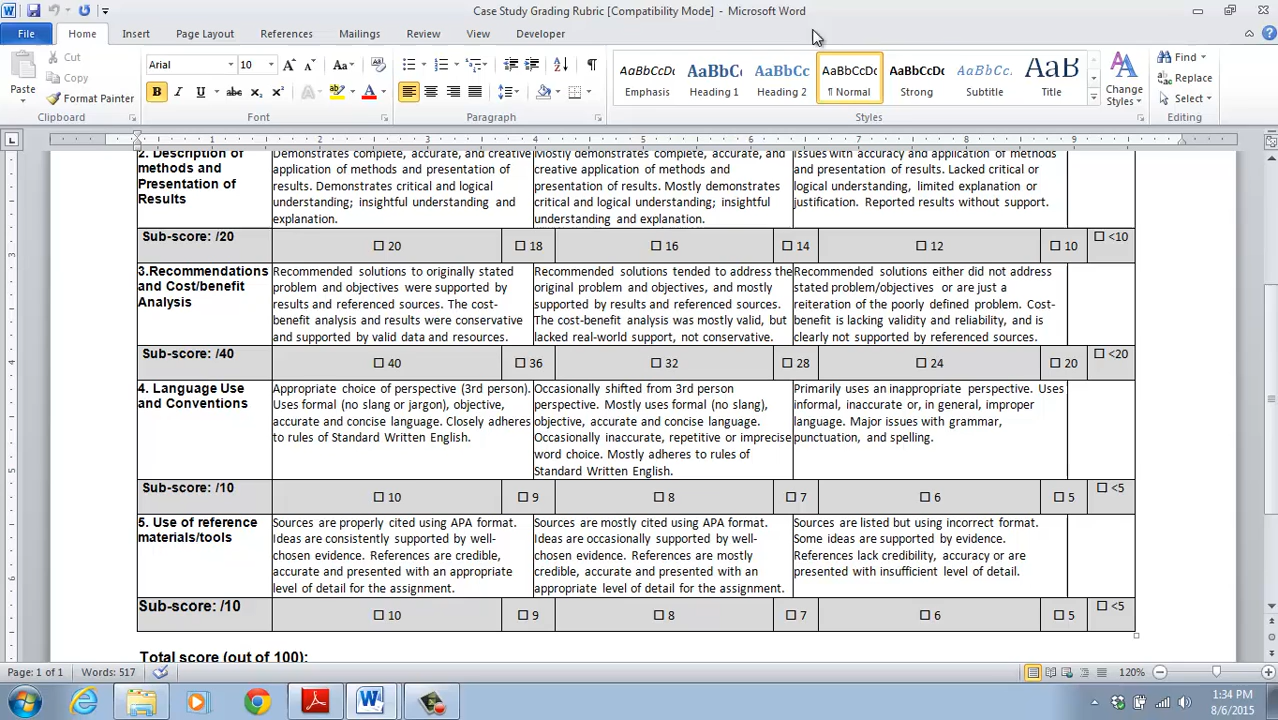 Case Study Grading Rubric [Compatibility Mode] - Microsoft Word
File Home Insert Page Layout References Mailings Review View Developer
Paste
Cut
Copy
Format Painter
Clipboard
Arial 10
Font
Paragraph
AaBbCcDc AaBbC AaBbCc AaBbCcDc AaBbCcDc AaBbCcDc AaB
Emphasis Heading 1 Heading 2 ¶ Normal Strong Subtitle Title
Change
Styles
Styles
Find
Replace
Select
Editing
1 2 3 4 5 6 7 8 9
2. Description of
methods and
Presentation of
Results
Demonstrates complete, accurate, and creative
application of methods and presentation of
results. Demonstrates critical and logical
understanding; insightful understanding and
explanation.
Mostly demonstrates complete, accurate, and
creative application of methods and
presentation of results. Mostly demonstrates
critical and logical understanding; insightful
understanding and explanation.
Issues with accuracy and application of methods
and presentation of results. Lacked critical or
logical understanding, limited explanation or
justification. Reported results without support.
Sub-score: /20 ☐ 20 ☐ 18 ☐ 16 ☐ 14 ☐ 12 ☐ 10 ☐ <10
3.Recommendations
and Cost/benefit
Analysis
Recommended solutions to originally stated
problem and objectives were supported by
results and referenced sources. The cost-
benefit analysis and results were conservative
and supported by valid data and resources.
Recommended solutions tended to address the
original problem and objectives, and mostly
supported by results and referenced sources.
The cost-benefit analysis was mostly valid, but
lacked real-world support, not conservative.
Recommended solutions either did not address
stated problem/objectives or are just a
reiteration of the poorly defined problem. Cost-
benefit is lacking validity and reliability, and is
clearly not supported by referenced sources.
Sub-score: /40 ☐ 40 ☐ 36 ☐ 32 ☐ 28 ☐ 24 ☐ 20 ☐ <20
4. Language Use
and Conventions
Appropriate choice of perspective (3rd person).
Uses formal (no slang or jargon), objective,
accurate and concise language. Closely adheres
to rules of Standard Written English.
Occasionally shifted from 3rd person
perspective. Mostly uses formal (no slang),
objective, accurate and concise language.
Occasionally inaccurate, repetitive or imprecise
word choice. Mostly adheres to rules of
Standard Written English.
Primarily uses an inappropriate perspective. Uses
informal, inaccurate or, in general, improper
language. Major issues with grammar,
punctuation, and spelling.
Sub-score: /10 ☐ 10 ☐ 9 ☐ 8 ☐ 7 ☐ 6 ☐ 5 ☐ <5
5. Use of reference
materials/tools
Sources are properly cited using APA format.
Ideas are consistently supported by well-
chosen evidence. References are credible,
accurate and presented with an appropriate
level of detail for the assignment.
Sources are mostly cited using APA format.
Ideas are occasionally supported by well-
chosen evidence. References are mostly
credible, accurate and presented with an
appropriate level of detail for the assignment.
Sources are listed but using incorrect format.
Some ideas are supported by evidence.
References lack credibility, accuracy or are
presented with insufficient level of detail.
Sub-score: /10 ☐ 10 ☐ 9 ☐ 8 ☐ 7 ☐ 6 ☐ 5 ☐ <5
Total score (out of 100):
Page: 1 of 1 Words: 517 120%
1:34 PM
8/6/2015